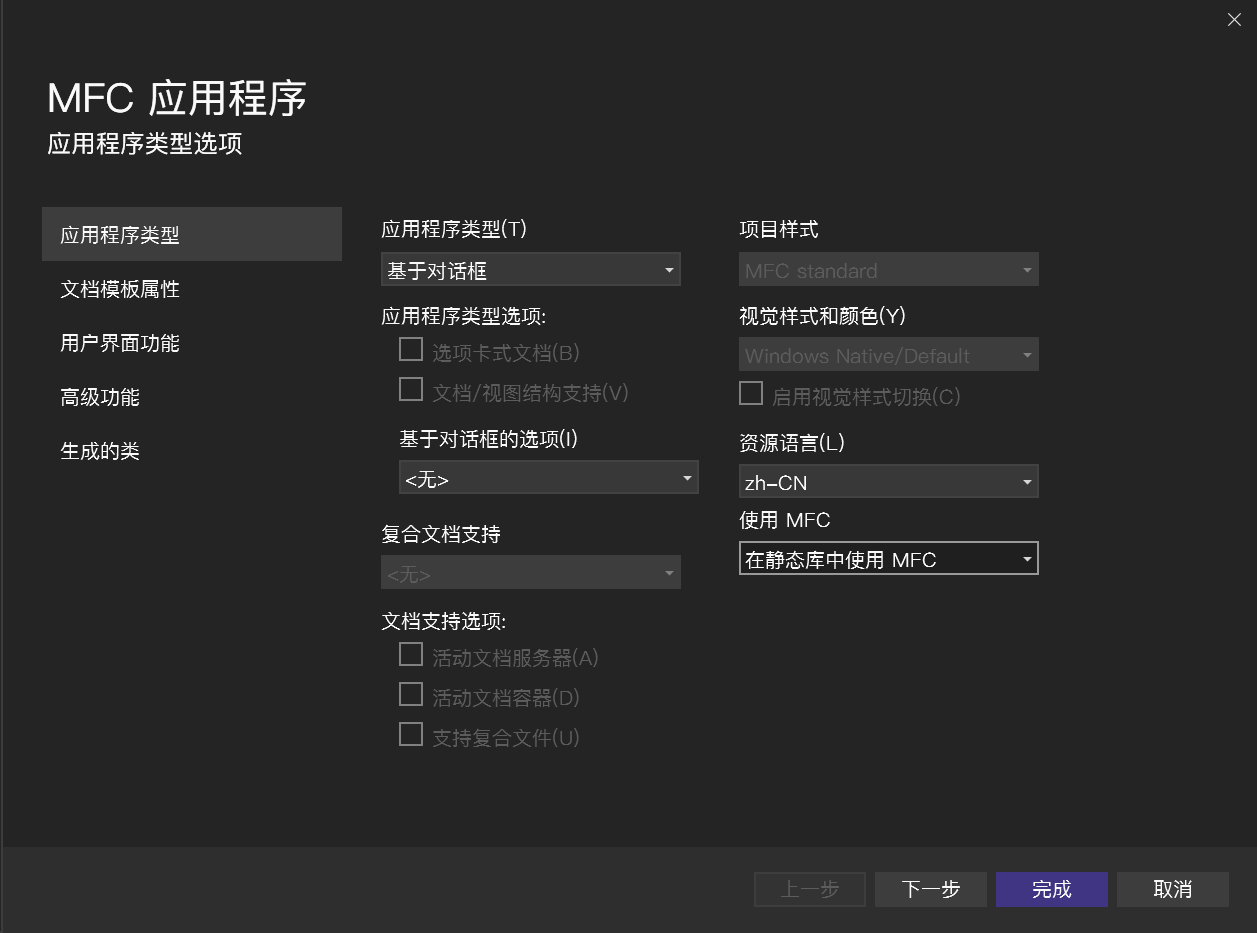 MFC 应用程序
应用程序类型选项
应用程序类型
文档模板属性
用户界面功能
高级功能
生成的类
应用程序类型(T)
基于对话框
应用程序类型选项:
选项卡式文档(B)
文档/视图结构支持(V)
基于对话框的选项(I)
<无>
复合文档支持
<无>
文档支持选项:
活动文档服务器(A)
活动文档容器(D)
支持复合文件(U)
项目样式
MFC standard
视觉样式和颜色(Y)
Windows Native/Default
启用视觉样式切换(C)
资源语言(L)
zh-CN
使用 MFC
在静态库中使用 MFC
上一步
下一步
完成
取消